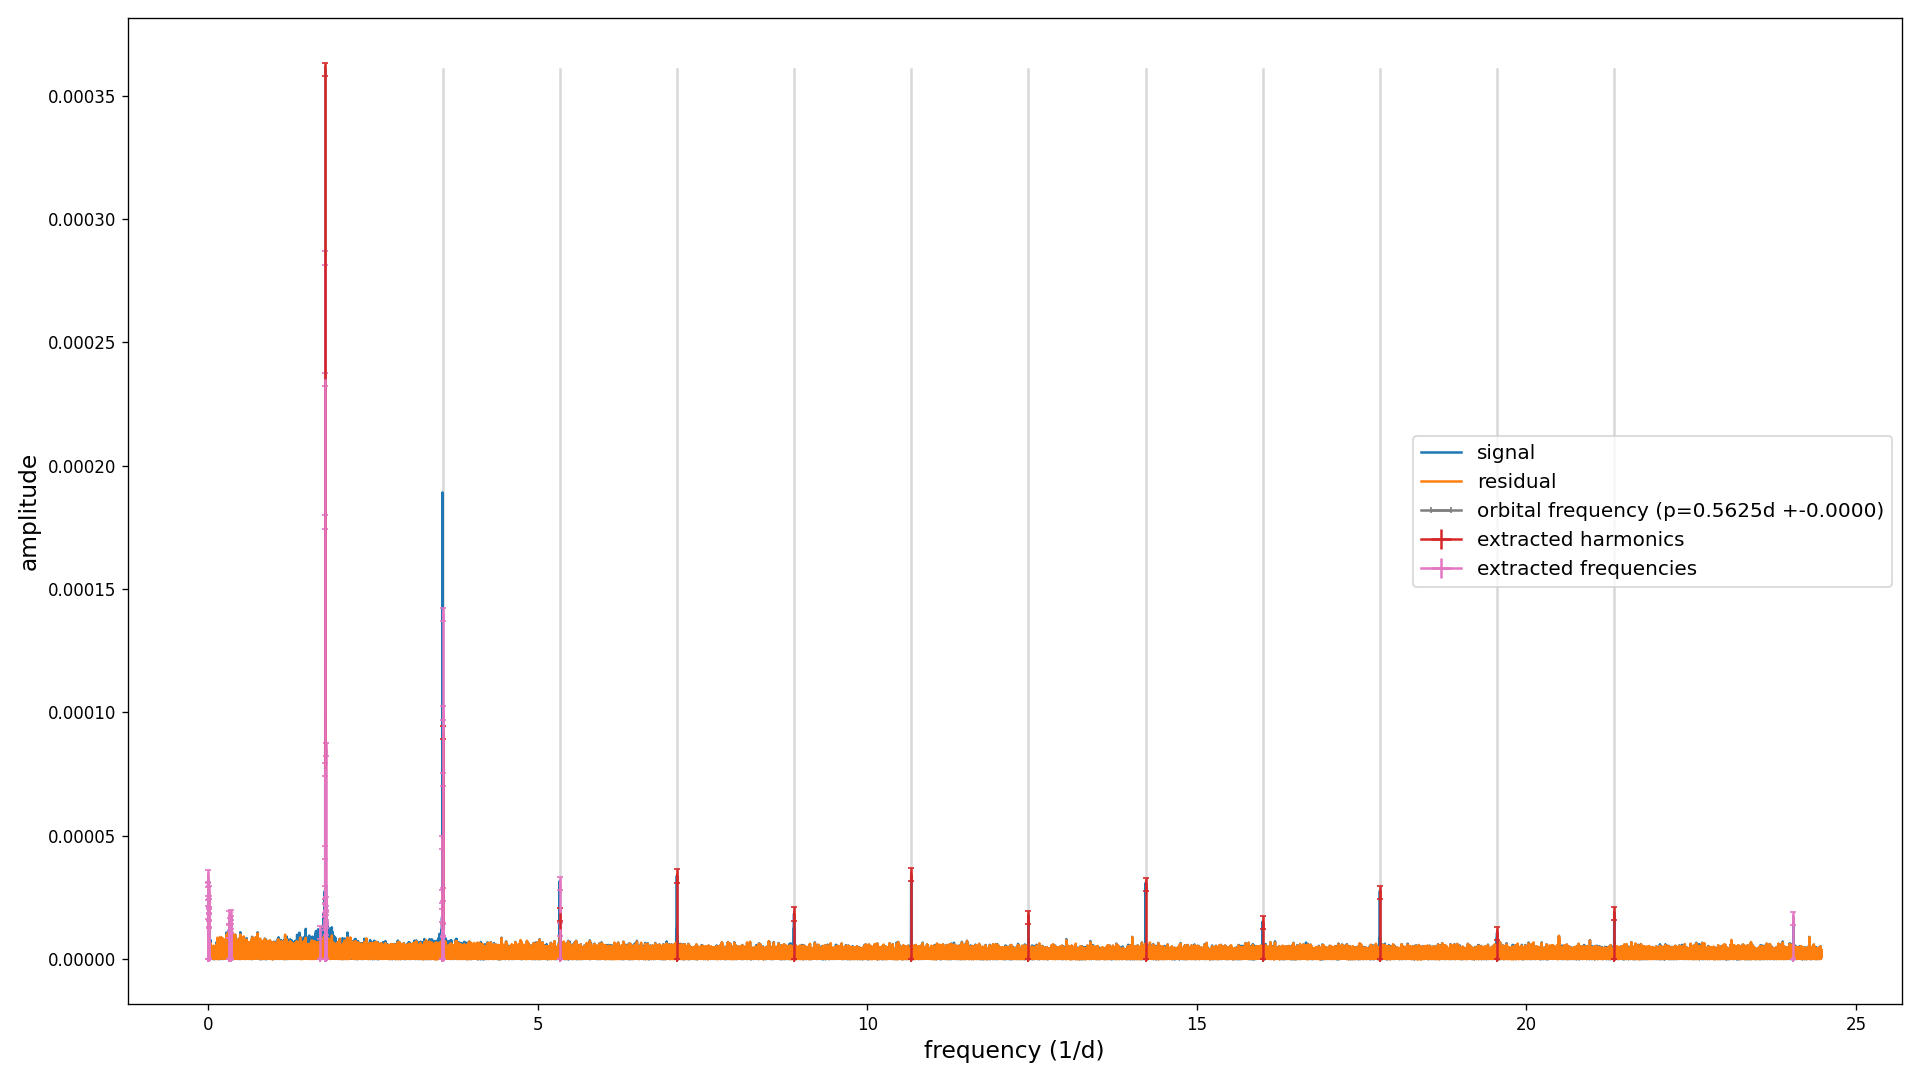 amplitude
0.00035
0.00030
0.00025
0.00020
0.00015
0.00010
0.00005
0.00000
signal
residual
orbital frequency (p=0.5625d +-0.0000)
extracted harmonics
extracted frequencies
0 5 10 15 20 25
frequency (1/d)